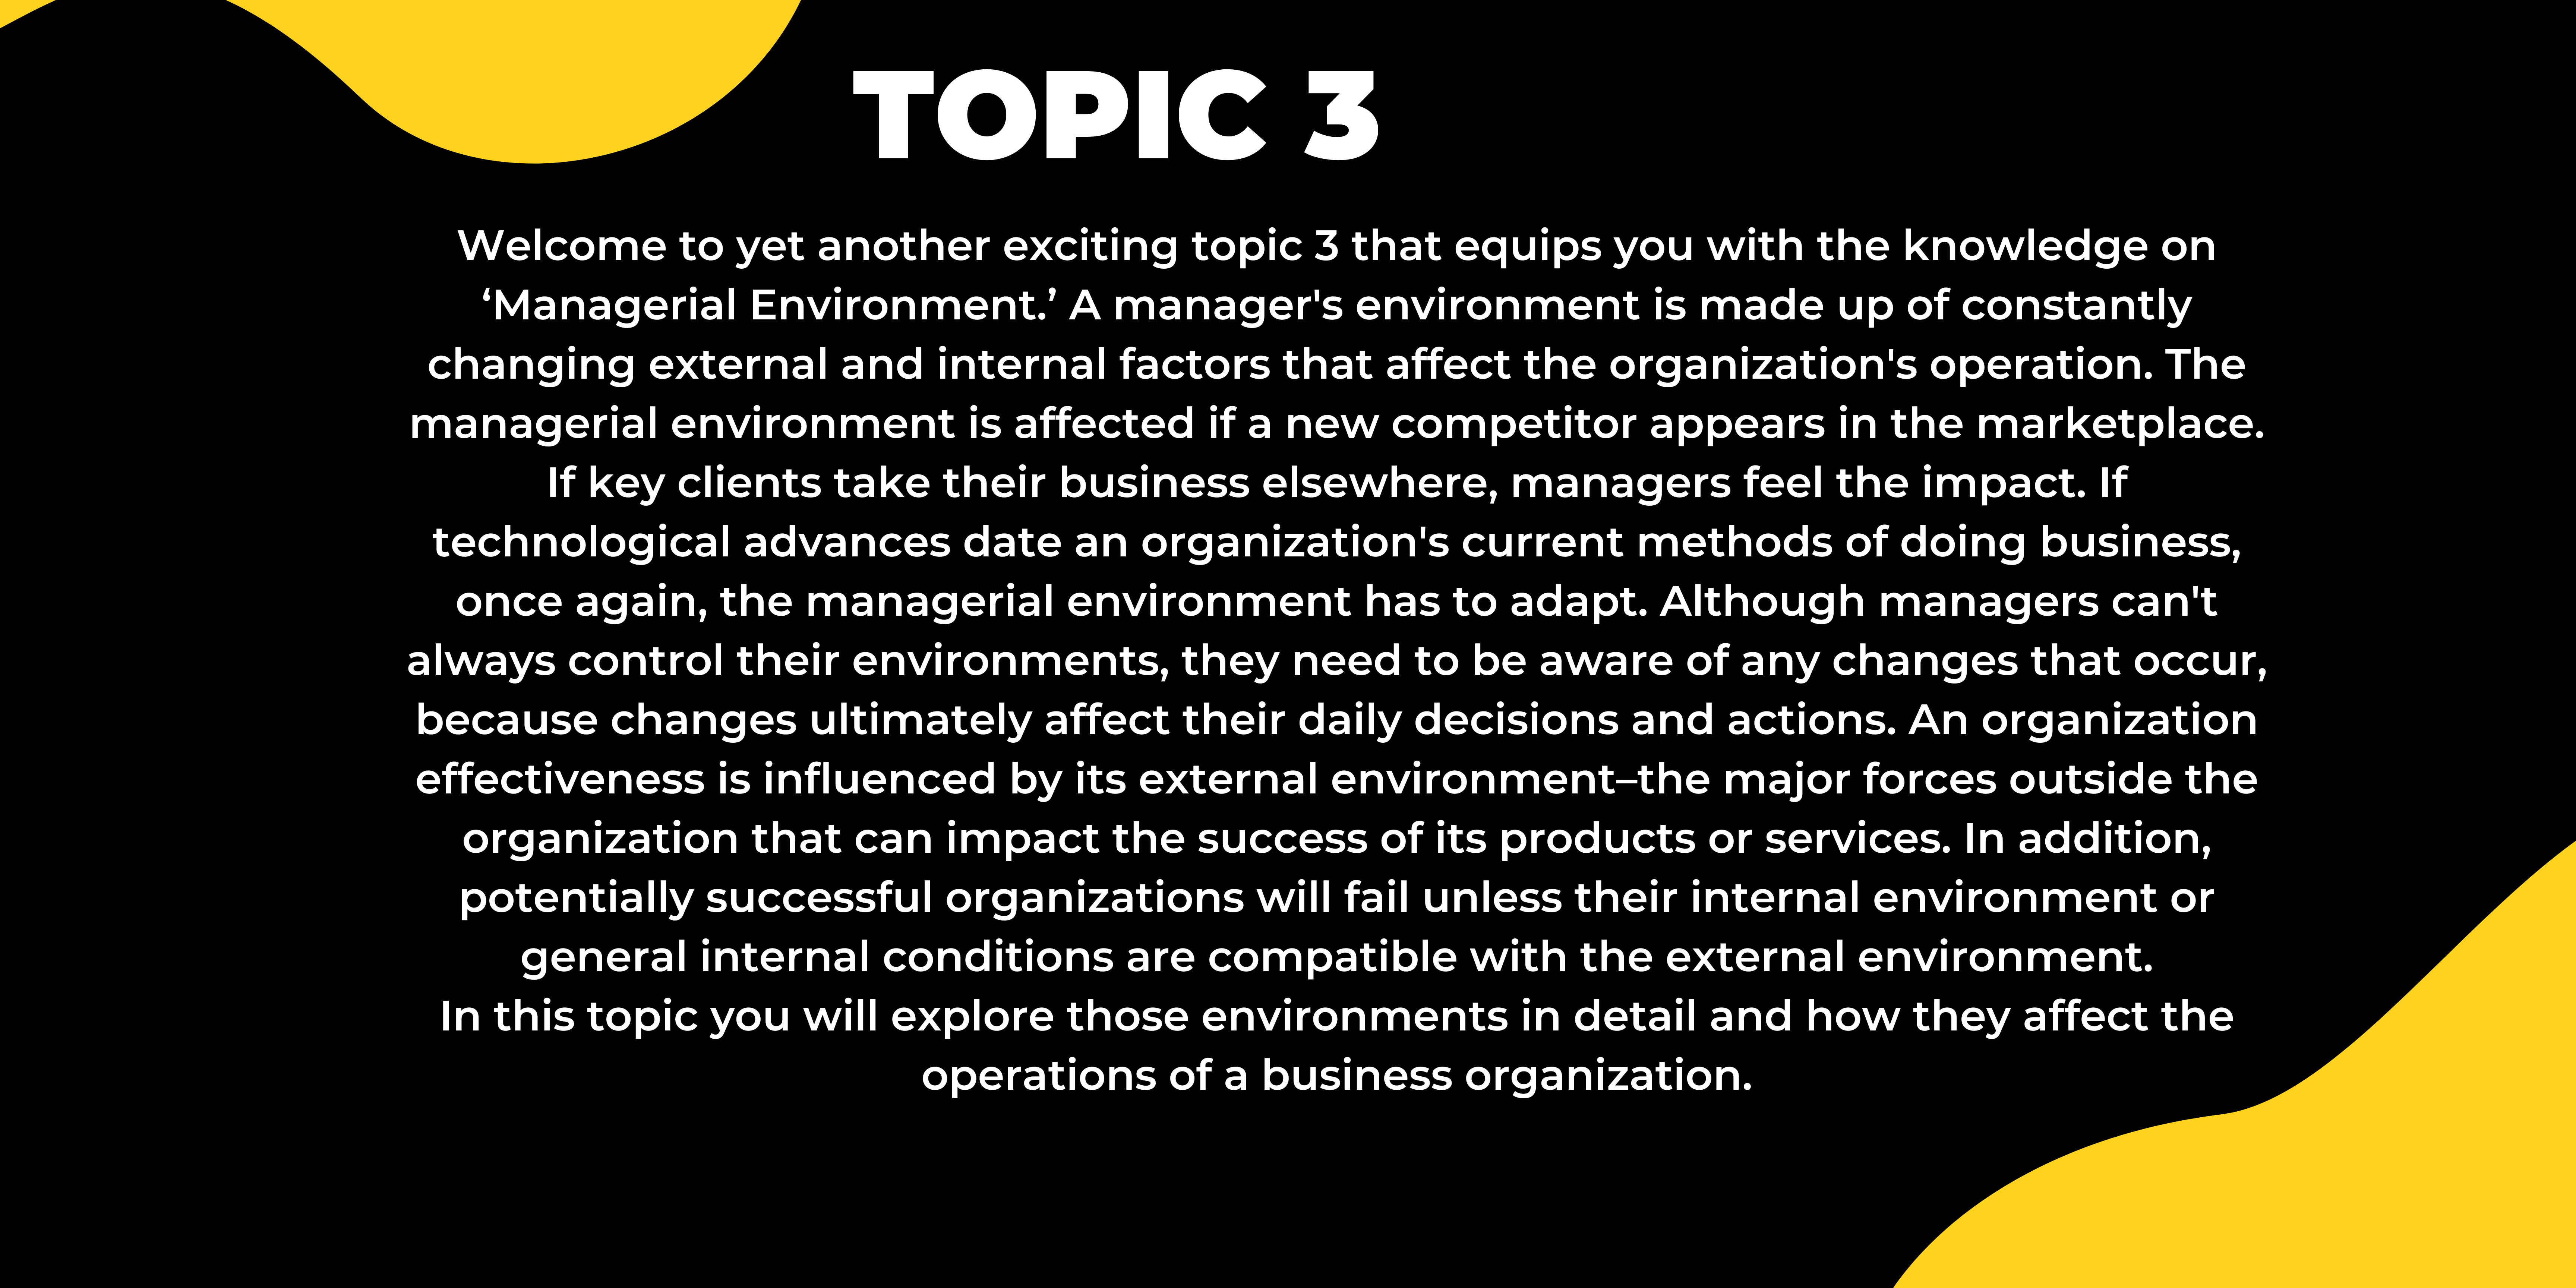 TOPIC 3
Welcome to yet another exciting topic 3 that equips you with the knowledge on
‘Managerial Environment.’ A manager's environment is made up of constantly
changing external and internal factors that affect the organization's operation. The
managerial environment is affected if a new competitor appears in the marketplace.
If key clients take their business elsewhere, managers feel the impact. If
technological advances date an organization's current methods of doing business,
once again, the managerial environment has to adapt. Although managers can't
always control their environments, they need to be aware of any changes that occur,
because changes ultimately affect their daily decisions and actions. An organization
effectiveness is influenced by its external environment–the major forces outside the
organization that can impact the success of its products or services. In addition,
potentially successful organizations will fail unless their internal environment or
general internal conditions are compatible with the external environment.
In this topic you will explore those environments in detail and how they affect the
operations of a business organization.